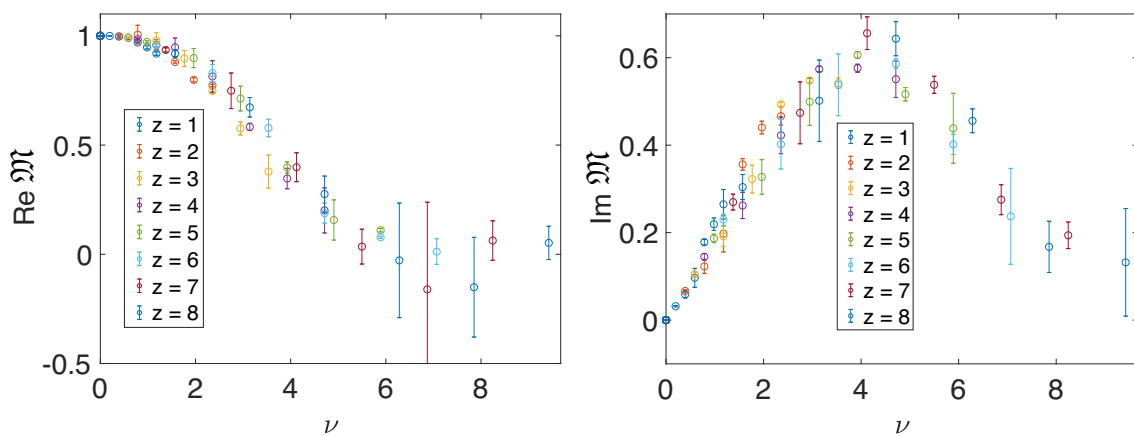 1
0.5
0
-0.5
Re 𝔐
z = 1
z = 2
z = 3
z = 4
z = 5
z = 6
z = 7
z = 8
0 2 4 6 8
ν
0.6
0.4
0.2
0
Im 𝔐
z = 1
z = 2
z = 3
z = 4
z = 5
z = 6
z = 7
z = 8
0 2 4 6 8
ν